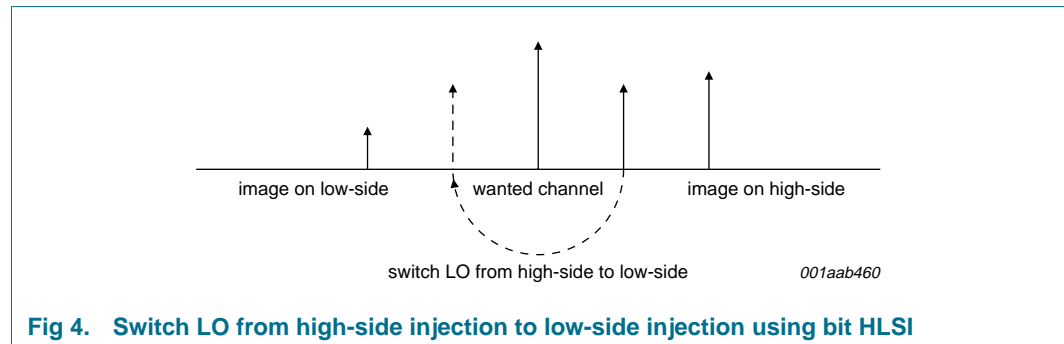 image on low-side
wanted channel
image on high-side
switch LO from high-side to low-side
001aab460
Fig 4. Switch LO from high-side injection to low-side injection using bit HLSI